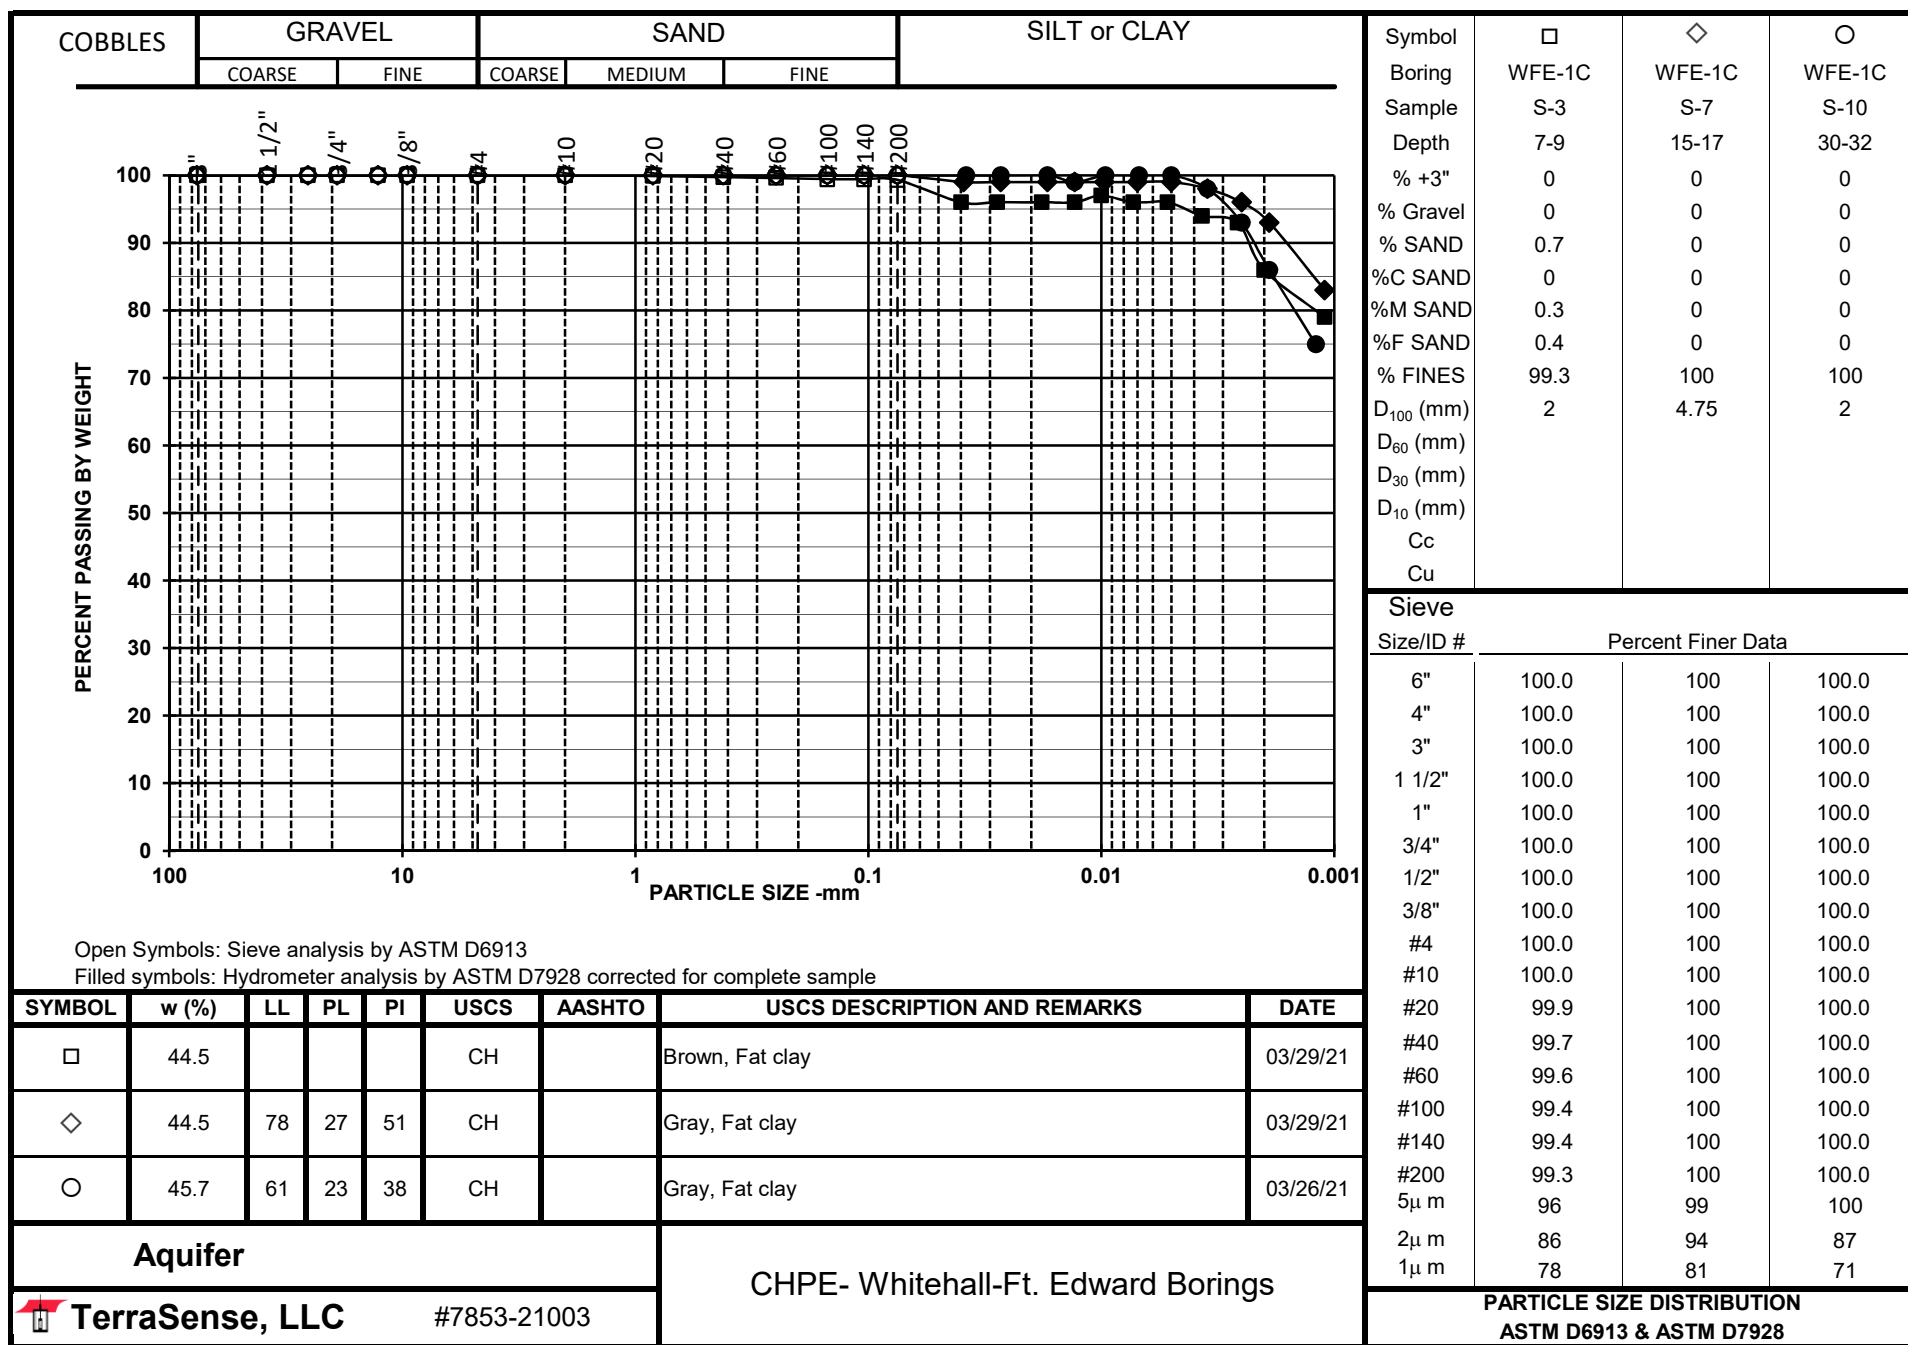 COBBLES GRAVEL SAND SILT or CLAY
COARSE FINE COARSE MEDIUM FINE
1 1/2" 3/4" 3/8" #4 #10 #20 #40 #60 #100 #140 #200
PERCENT PASSING BY WEIGHT
100
90
80
70
60
50
40
30
20
10
0
100 10 1 0.1 0.01 0.001
PARTICLE SIZE -mm
Open Symbols: Sieve analysis by ASTM D6913
Filled symbols: Hydrometer analysis by ASTM D7928 corrected for complete sample
SYMBOL w (%) LL PL PI USCS AASHTO USCS DESCRIPTION AND REMARKS DATE
□ 44.5 CH Brown, Fat clay 03/29/21
◇ 44.5 78 27 51 CH Gray, Fat clay 03/29/21
○ 45.7 61 23 38 CH Gray, Fat clay 03/26/21
Aquifer
TerraSense, LLC #7853-21003
CHPE- Whitehall-Ft. Edward Borings
Symbol □ ◇ ○
Boring WFE-1C WFE-1C WFE-1C
Sample S-3 S-7 S-10
Depth 7-9 15-17 30-32
% +3" 0 0 0
% Gravel 0 0 0
% SAND 0.7 0 0
%C SAND 0 0 0
%M SAND 0.3 0 0
%F SAND 0.4 0 0
% FINES 99.3 100 100
D100 (mm) 2 4.75 2
D60 (mm)
D30 (mm)
D10 (mm)
Cc
Cu
Sieve
Size/ID # Percent Finer Data
6" 100.0 100 100.0
4" 100.0 100 100.0
3" 100.0 100 100.0
1 1/2" 100.0 100 100.0
1" 100.0 100 100.0
3/4" 100.0 100 100.0
1/2" 100.0 100 100.0
3/8" 100.0 100 100.0
#4 100.0 100 100.0
#10 100.0 100 100.0
#20 99.9 100 100.0
#40 99.7 100 100.0
#60 99.6 100 100.0
#100 99.4 100 100.0
#140 99.4 100 100.0
#200 99.3 100 100.0
5μ m 96 99 100
2μ m 86 94 87
1μ m 78 81 71
PARTICLE SIZE DISTRIBUTION
ASTM D6913 & ASTM D7928